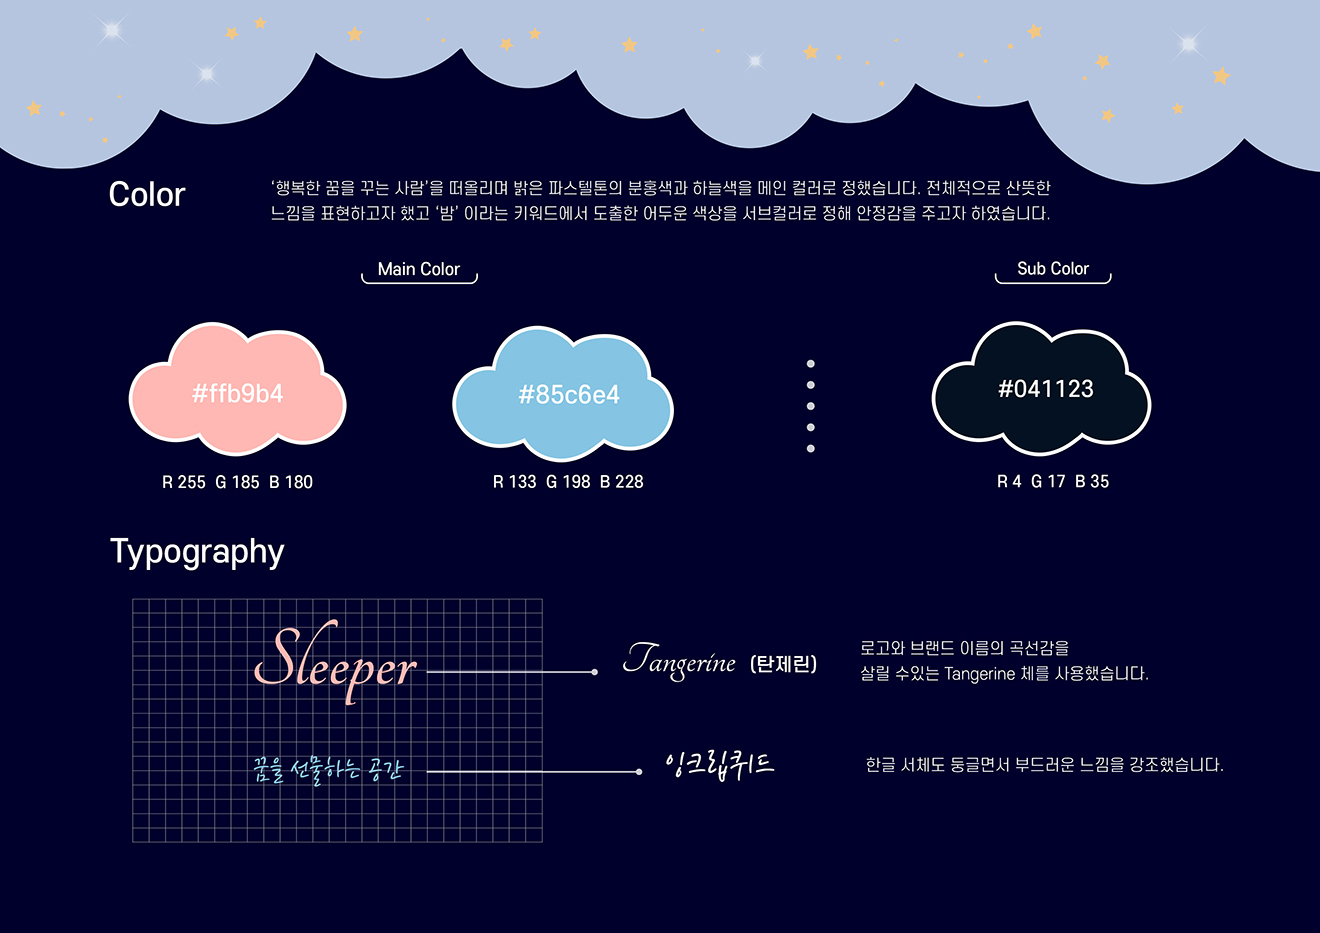 Color
‘행복한 꿈을 꾸는 사람’을 떠올리며 밝은 파스텔톤의 분홍색과 하늘색을 메인 컬러로 정했습니다. 전체적으로 산뜻한
느낌을 표현하고자 했고 ‘밤’ 이라는 키워드에서 도출한 어두운 색상을 서브컬러로 정해 안정감을 주고자 하였습니다.
Main Color
Sub Color
#ffb9b4
#85c6e4
#041123
R 255 G 185 B 180
R 133 G 198 B 228
R 4 G 17 B 35
Typography
Sleeper
Tangerine (탄제린)
로고와 브랜드 이름의 곡선감을
살릴 수있는 Tangerine 체를 사용했습니다.
꿈을 선물하는 공간
잉크립퀴드
한글 서체도 둥글면서 부드러운 느낌을 강조했습니다.